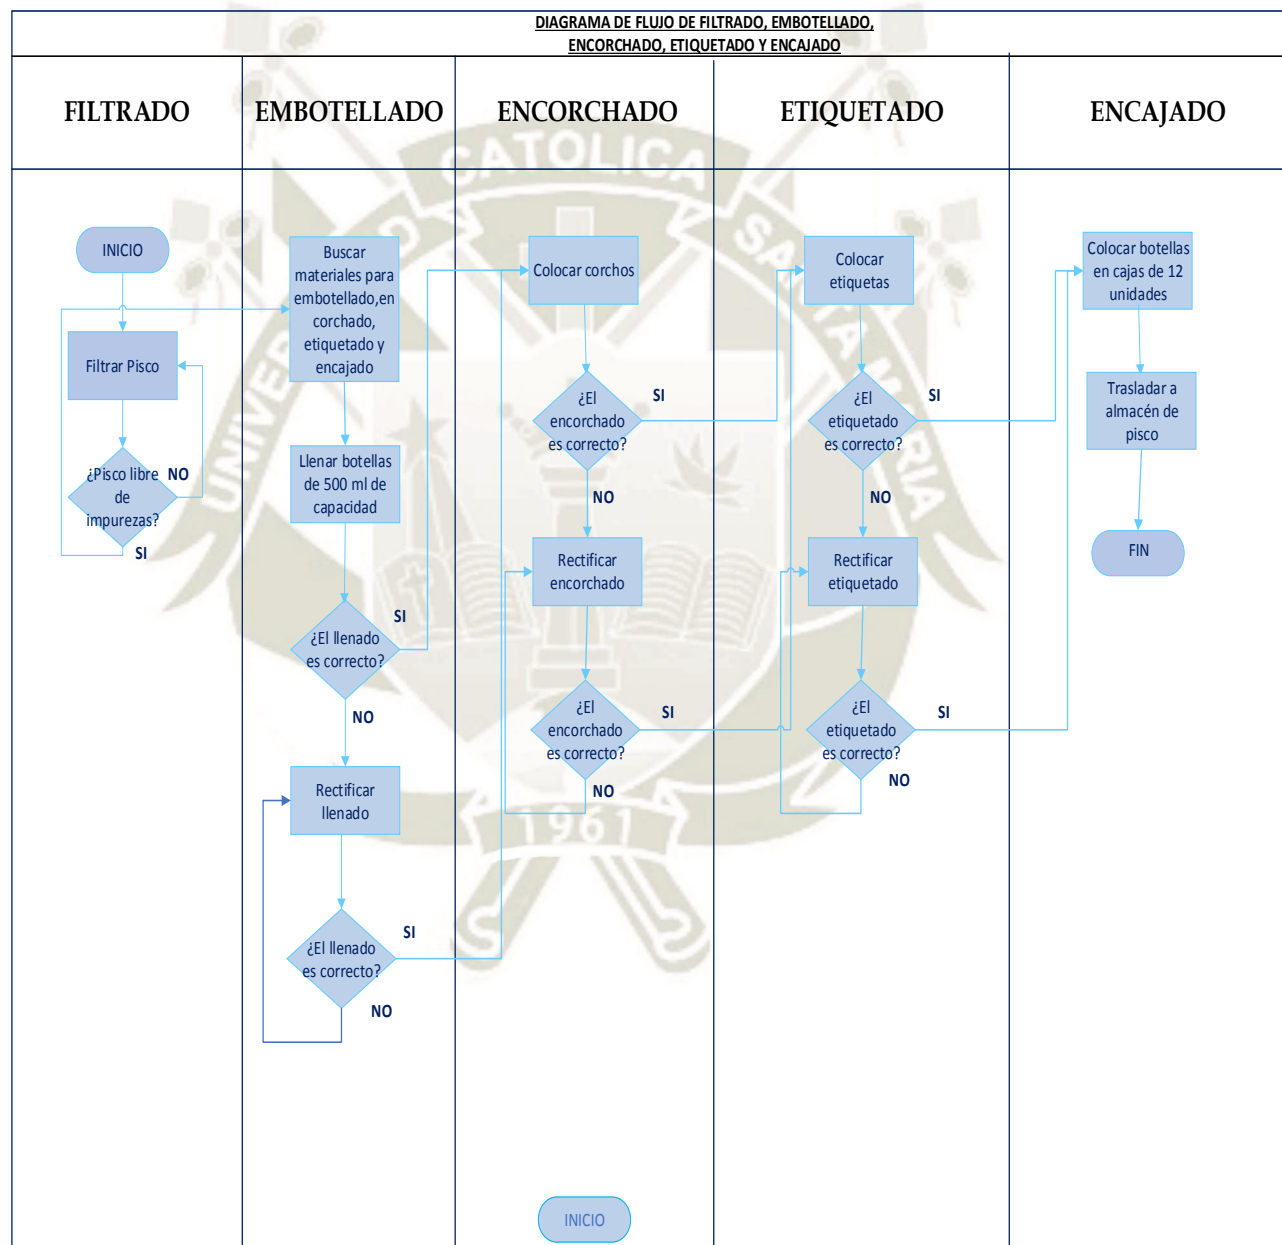 DIAGRAMA DE FLUJO DE FILTRADO, EMBOTELLADO,
ENCORCHADO, ETIQUETADO Y ENCAJADO
FILTRADO
EMBOTELLADO
ENCORCHADO
ETIQUETADO
ENCAJADO
INICIO
Filtrar Pisco
¿Pisco libre
de
impurezas?
NO
SI
Buscar
materiales para
embotellado,en
corchado,
etiquetado y
encajado
Llenar botellas
de 500 ml de
capacidad
¿El llenado
es correcto?
SI
NO
Rectificar
llenado
¿El llenado
es correcto?
SI
NO
Colocar corchos
¿El
encorchado
es correcto?
SI
NO
Rectificar
encorchado
¿El
encorchado
es correcto?
SI
NO
INICIO
Colocar
etiquetas
¿El
etiquetado
es correcto?
SI
NO
Rectificar
etiquetado
¿El
etiquetado
es correcto?
SI
NO
Colocar botellas
en cajas de 12
unidades
Trasladar a
almacén de
pisco
FIN
CATOLICA
SANTA MARIA
1961